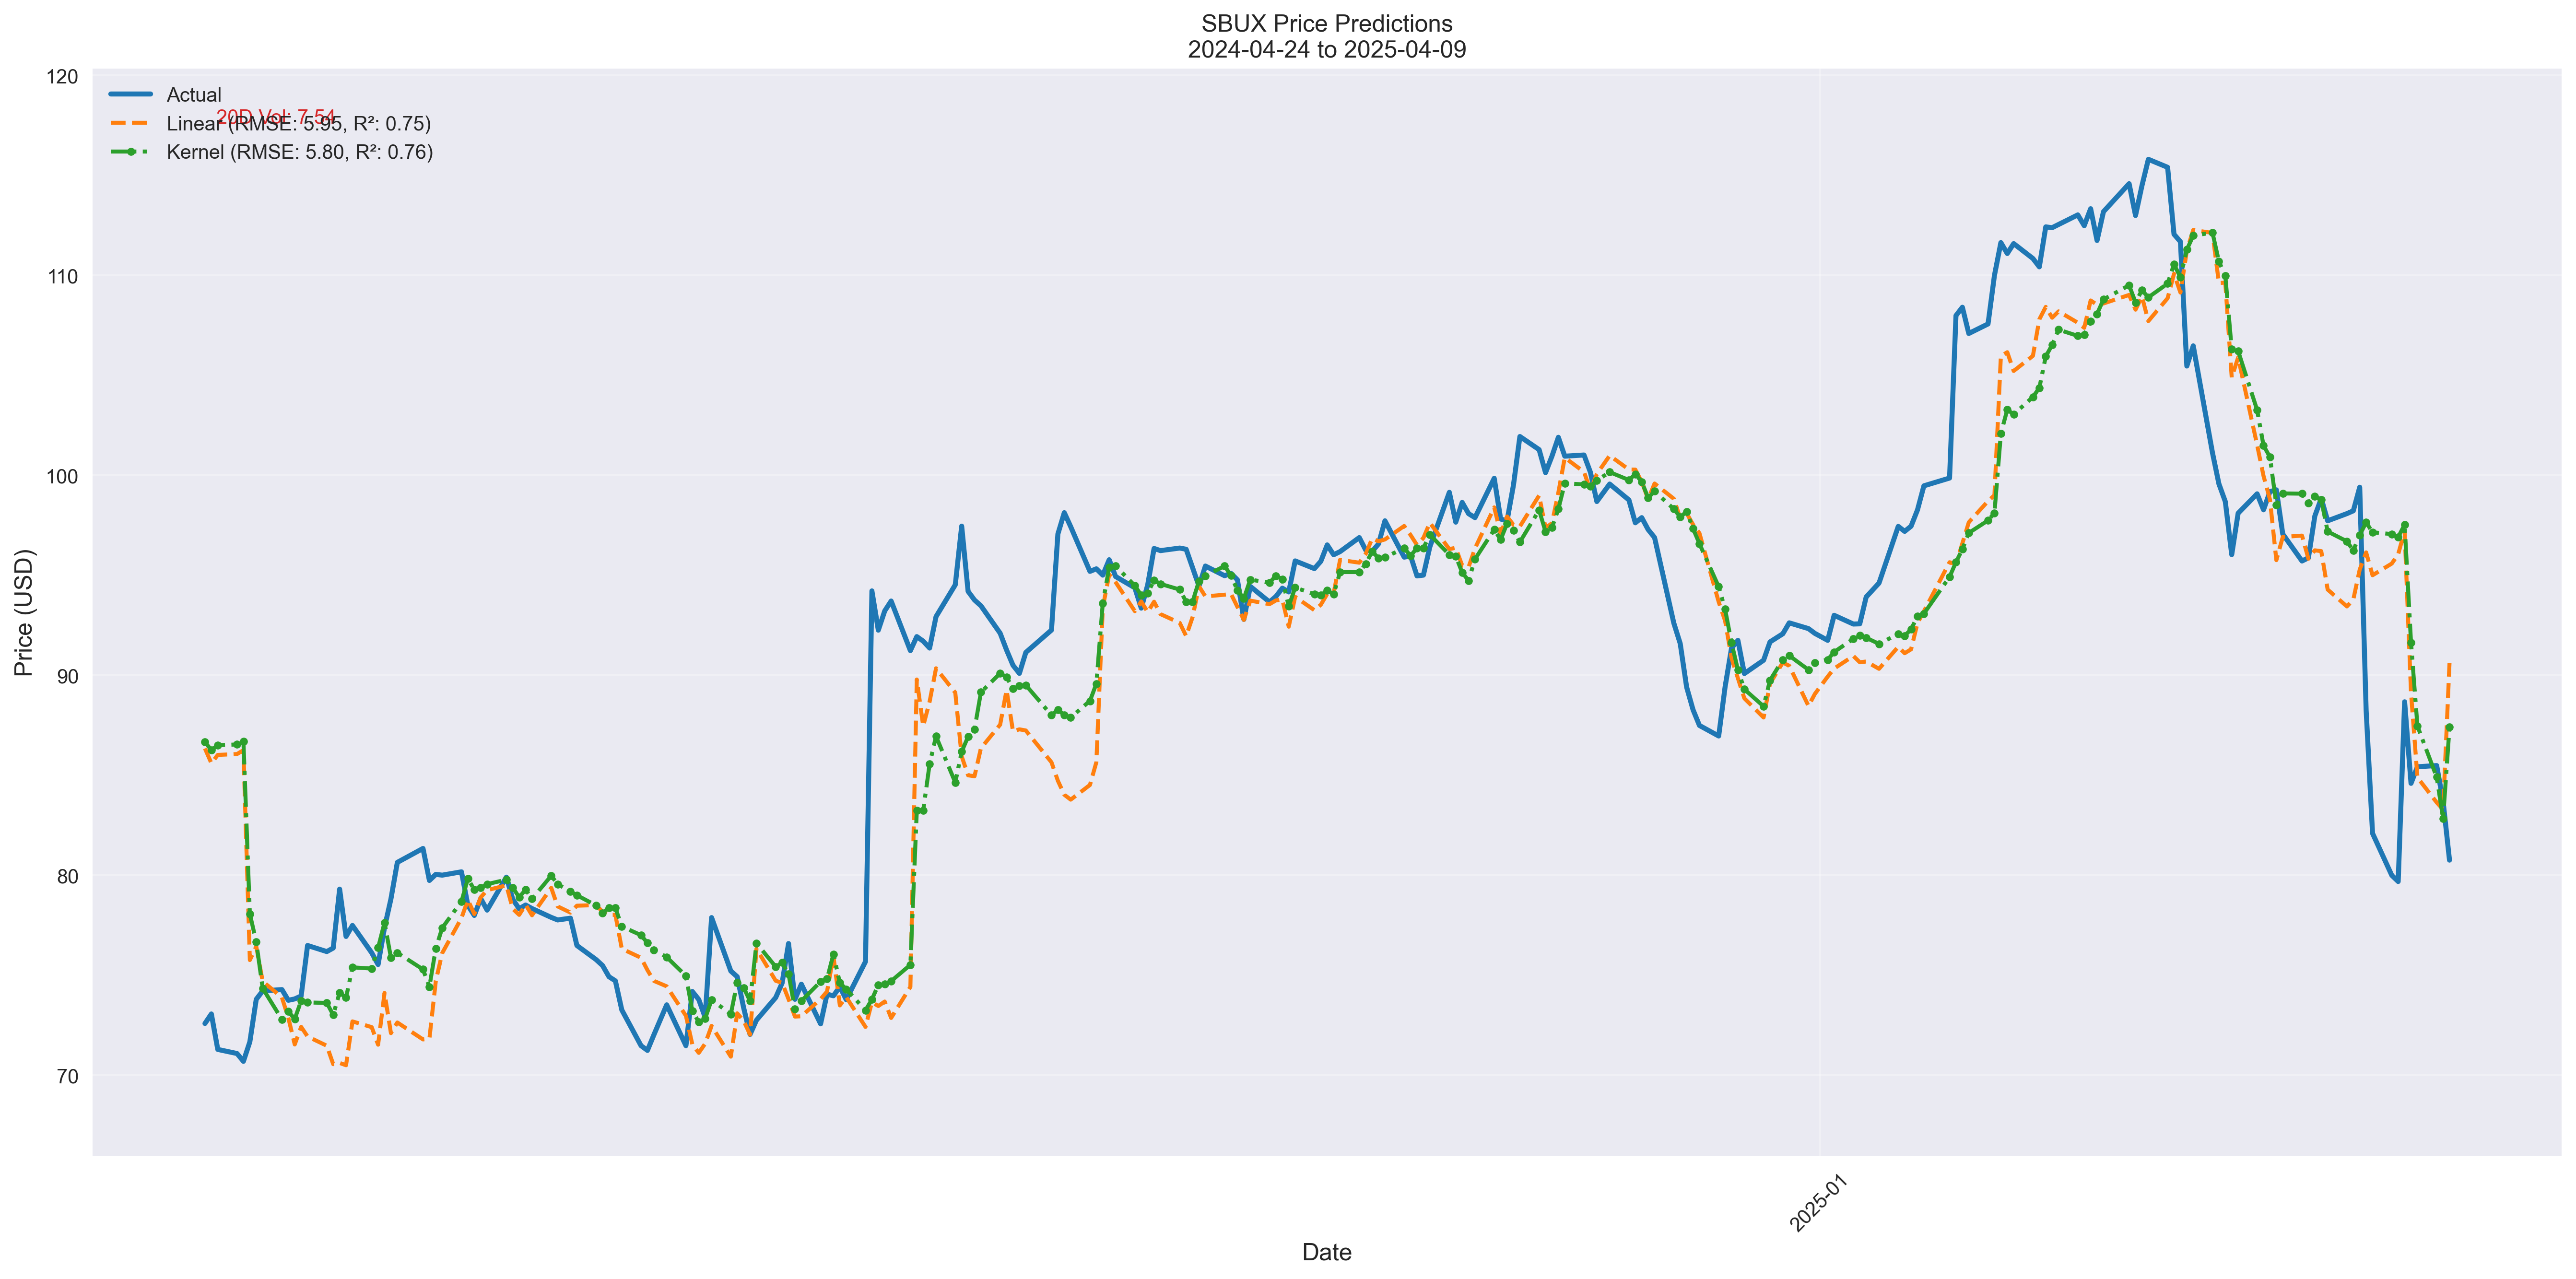 SBUX Price Predictions
2024-04-24 to 2025-04-09
Actual
20D Vol: 7.54
Linear (RMSE: 5.95, R²: 0.75)
Kernel (RMSE: 5.80, R²: 0.76)
Price (USD)
120
110
100
90
80
70
2025-01
Date